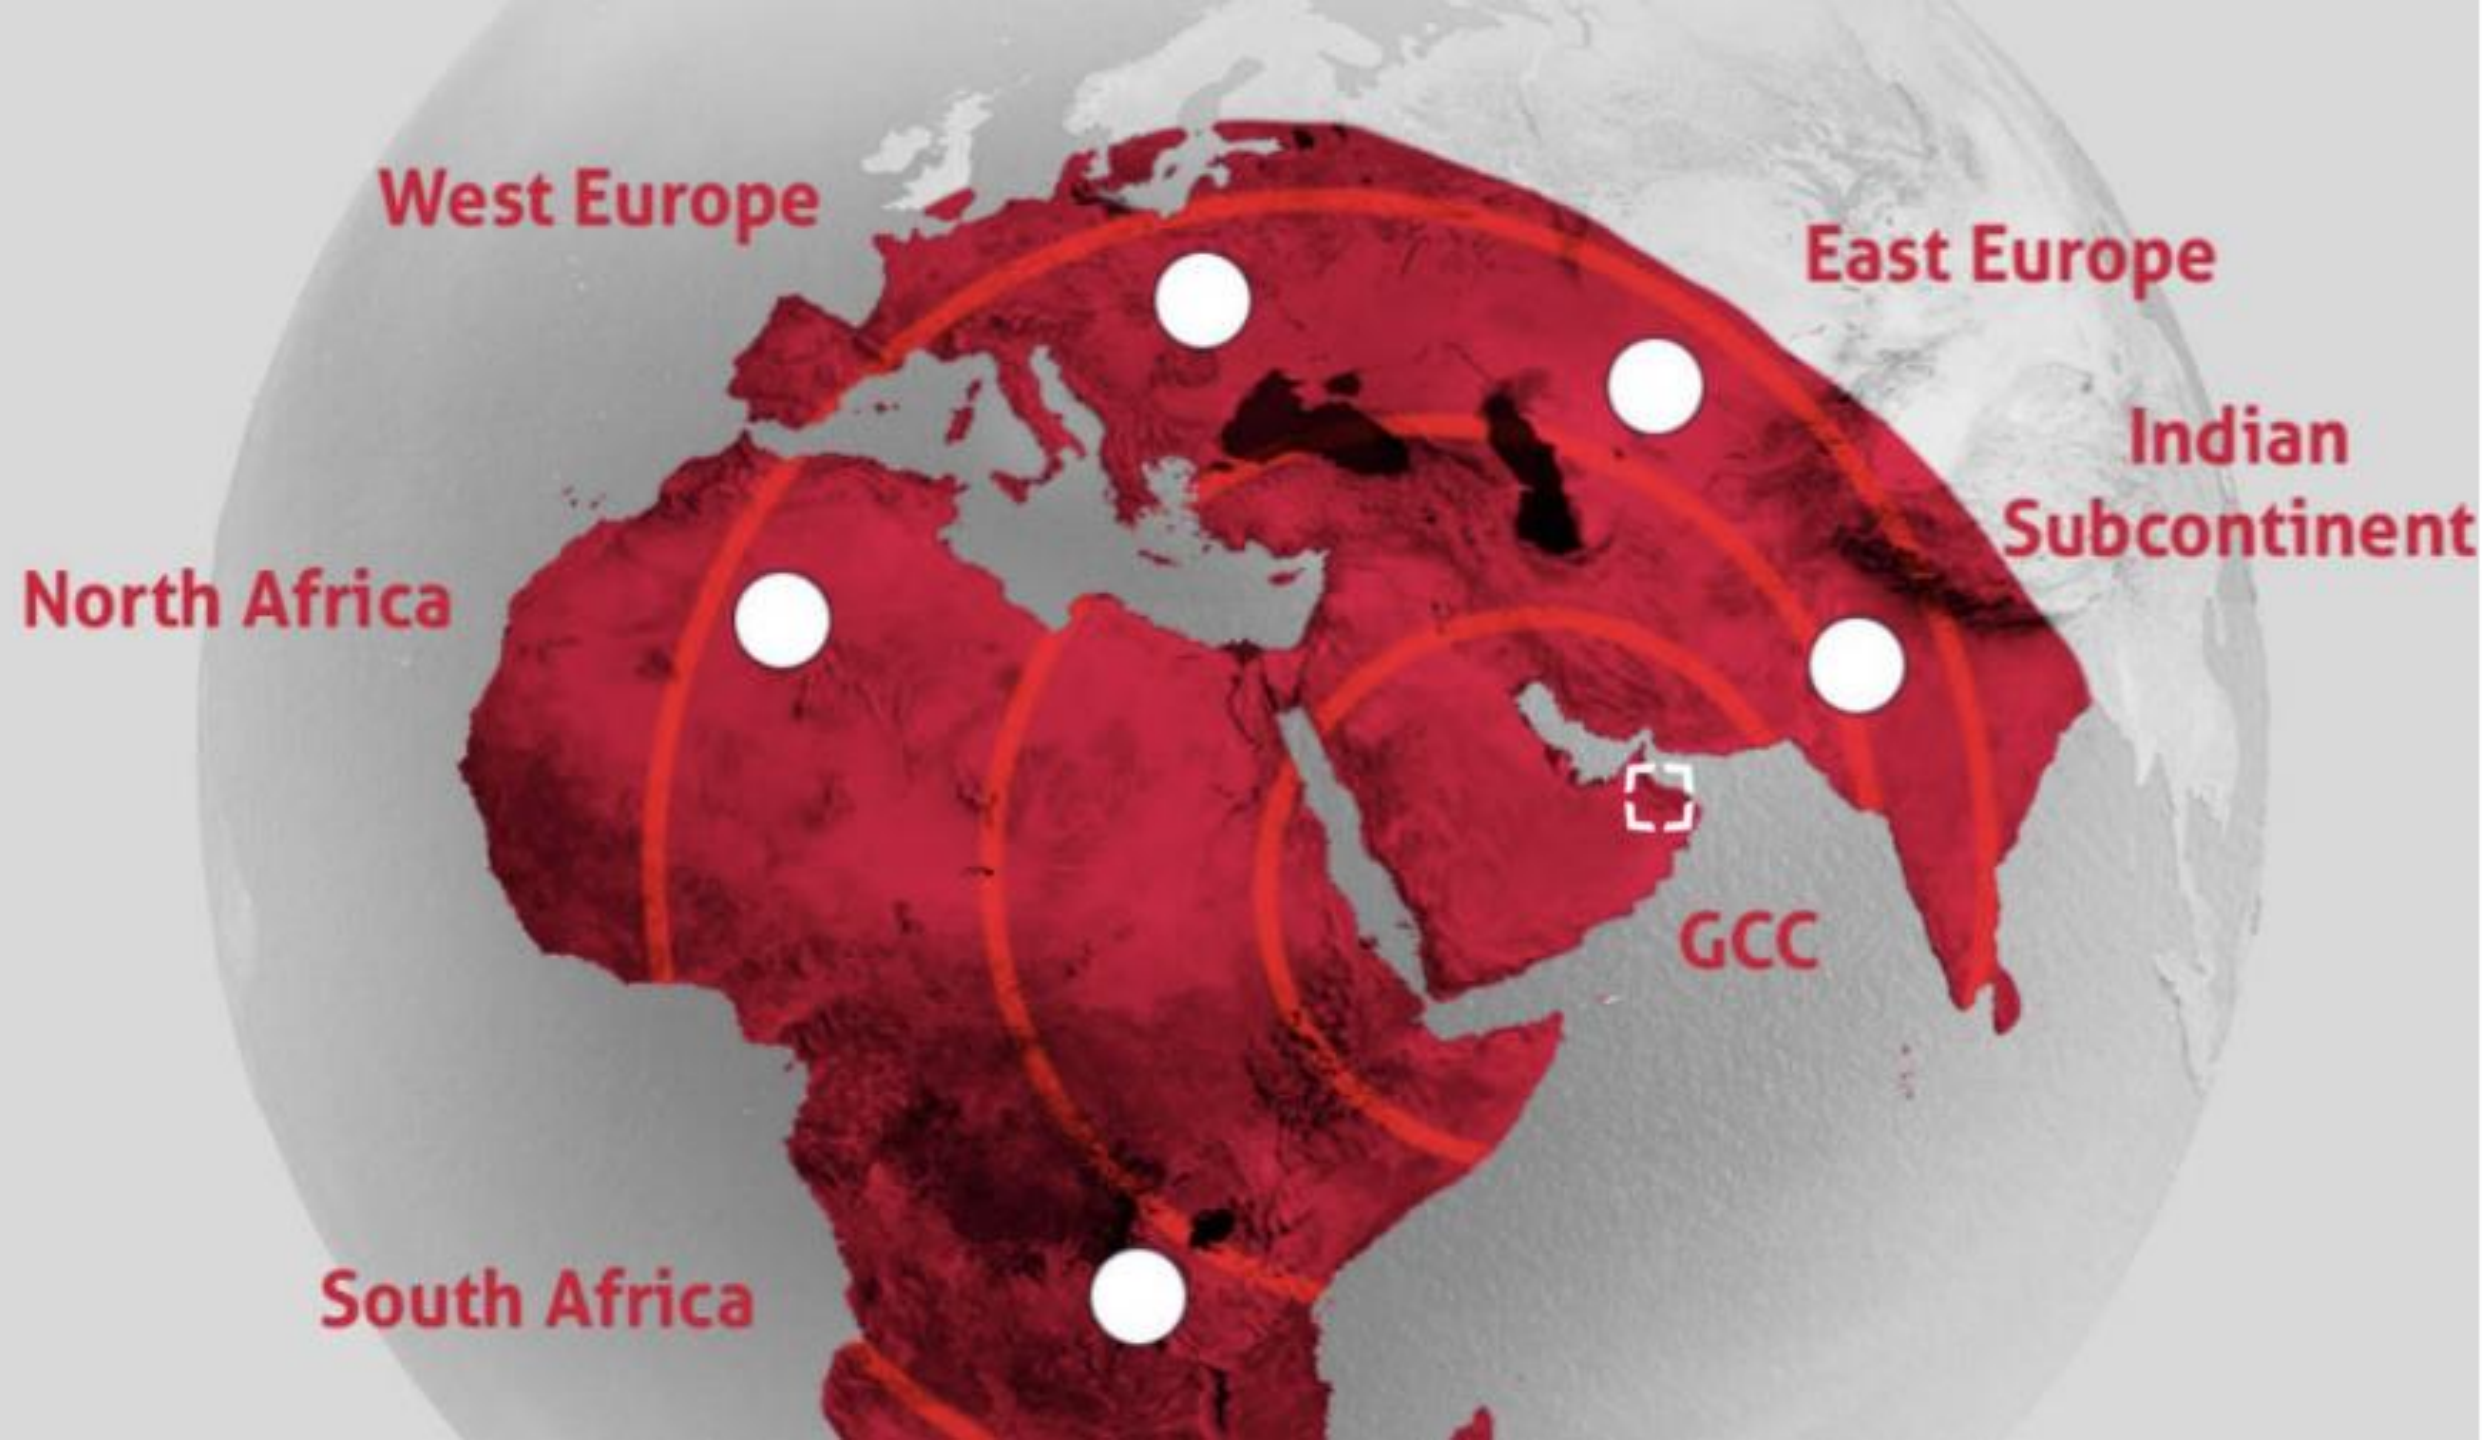 West Europe
East Europe
Indian
Subcontinent
North Africa
GCC
South Africa